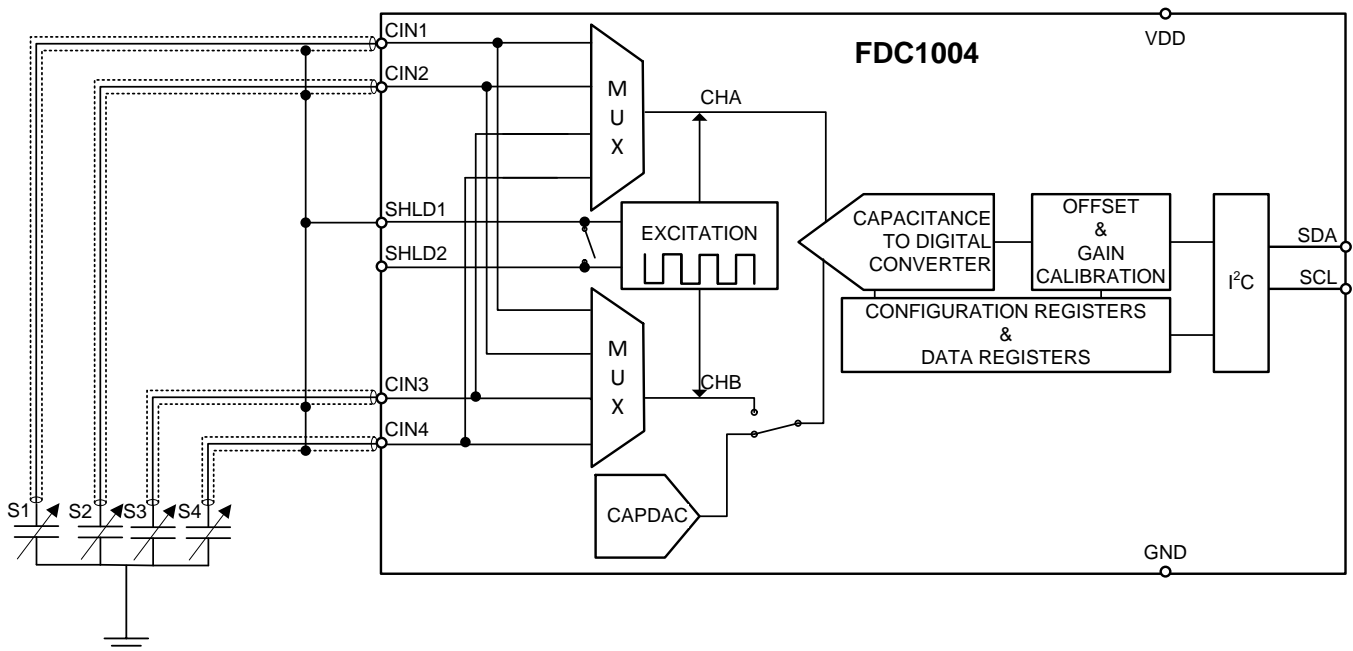 CIN1
FDC1004
VDD
CIN2
M
U
X
CHA
SHLD1
EXCITATION
SHLD2
CAPACITANCE
TO DIGITAL
CONVERTER
OFFSET
&
GAIN
CALIBRATION
I²C
SDA
SCL
CONFIGURATION REGISTERS
&
DATA REGISTERS
M
U
X
CHB
CIN3
CIN4
CAPDAC
S1
S2
S3
S4
GND